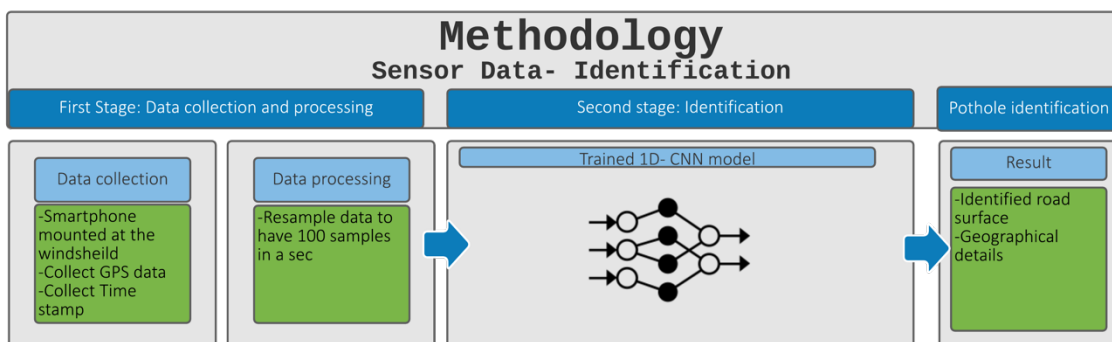 Methodology
Sensor Data- Identification
First Stage: Data collection and processing
Second stage: Identification
Pothole identification
Data collection
-Smartphone
mounted at the
windsheild
-Collect GPS data
-Collect Time
stamp
Data processing
-Resample data to
have 100 samples
in a sec
Trained 1D- CNN model
Result
-Identified road
surface
-Geographical
details